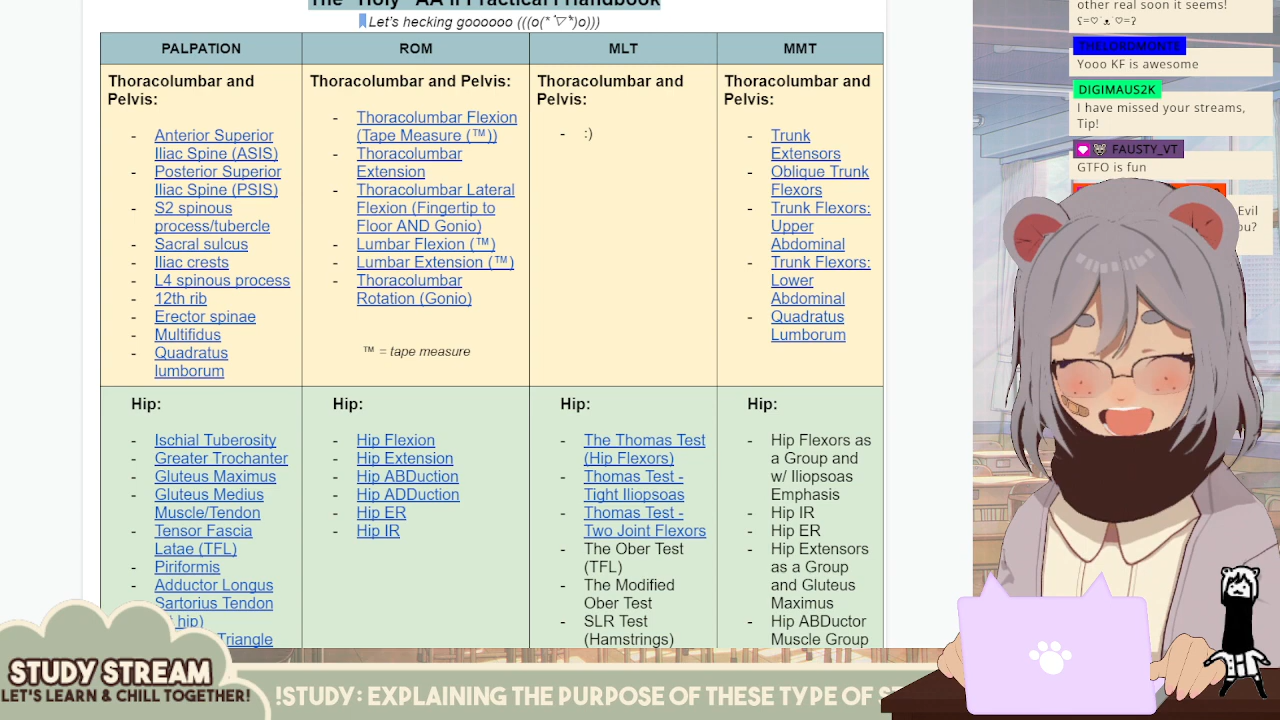 The "Holy" AA II Practical Handbook
Let's hecking goooooo (((o(*ﾟ▽ﾟ*)o)))
PALPATION
ROM
MLT
MMT
Thoracolumbar and
Pelvis:
- Anterior Superior
Iliac Spine (ASIS)
- Posterior Superior
Iliac Spine (PSIS)
- S2 spinous
process/tubercle
- Sacral sulcus
- Iliac crests
- L4 spinous process
- 12th rib
- Erector spinae
- Multifidus
- Quadratus
lumborum
Thoracolumbar and Pelvis:
- Thoracolumbar Flexion
(Tape Measure (™))
- Thoracolumbar
Extension
- Thoracolumbar Lateral
Flexion (Fingertip to
Floor AND Gonio)
- Lumbar Flexion (™)
- Lumbar Extension (™)
- Thoracolumbar
Rotation (Gonio)
™ = tape measure
Thoracolumbar and
Pelvis:
- :)
Thoracolumbar and
Pelvis:
- Trunk
Extensors
- Oblique Trunk
Flexors
- Trunk Flexors:
Upper
Abdominal
- Trunk Flexors:
Lower
Abdominal
- Quadratus
Lumborum
Hip:
- Ischial Tuberosity
- Greater Trochanter
- Gluteus Maximus
- Gluteus Medius
Muscle/Tendon
- Tensor Fascia
Latae (TFL)
- Piriformis
- Adductor Longus
Sartorius Tendon
hip)
Triangle
Hip:
- Hip Flexion
- Hip Extension
- Hip ABDuction
- Hip ADDuction
- Hip ER
- Hip IR
Hip:
- The Thomas Test
(Hip Flexors)
- Thomas Test -
Tight Iliopsoas
- Thomas Test -
Two Joint Flexors
- The Ober Test
(TFL)
- The Modified
Ober Test
- SLR Test
(Hamstrings)
Hip:
- Hip Flexors as
a Group and
w/ Iliopsoas
Emphasis
- Hip IR
- Hip ER
- Hip Extensors
as a Group
and Gluteus
Maximus
- Hip ABDuctor
Muscle Group
other real soon it seems!
ʕ=♡ˊᴥˋ♡=ʔ
THELORDMONTE
Yooo KF is awesome
DIGIMAUS2K
I have missed your streams,
Tip!
FAUSTY_VT
GTFO is fun
Evil
ou?
STUDY STREAM
LET'S LEARN & CHILL TOGETHER!
!STUDY: EXPLAINING THE PURPOSE OF THESE TYPE OF S